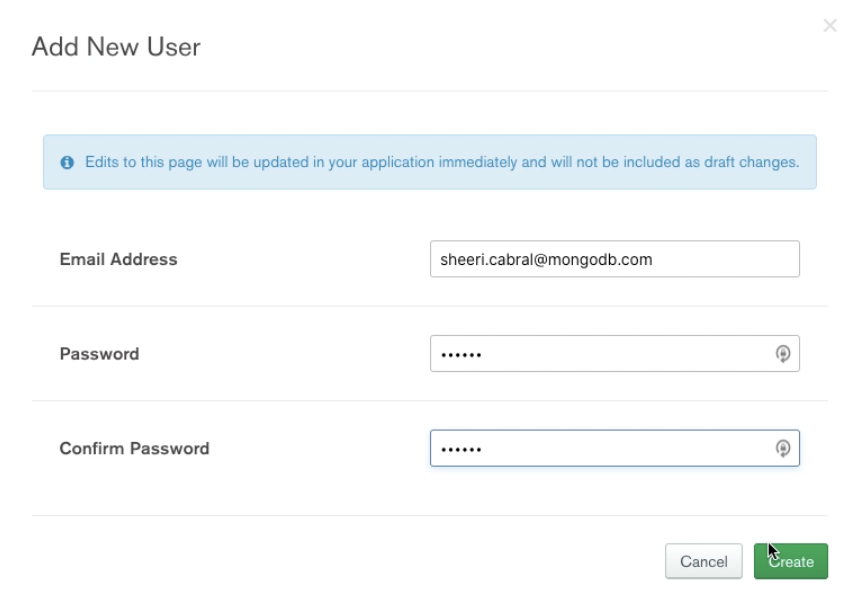 Add New User
×
Edits to this page will be updated in your application immediately and will not be included as draft changes.
Email Address
sheeri.cabral@mongodb.com
Password
••••••
Confirm Password
••••••
Cancel
Create